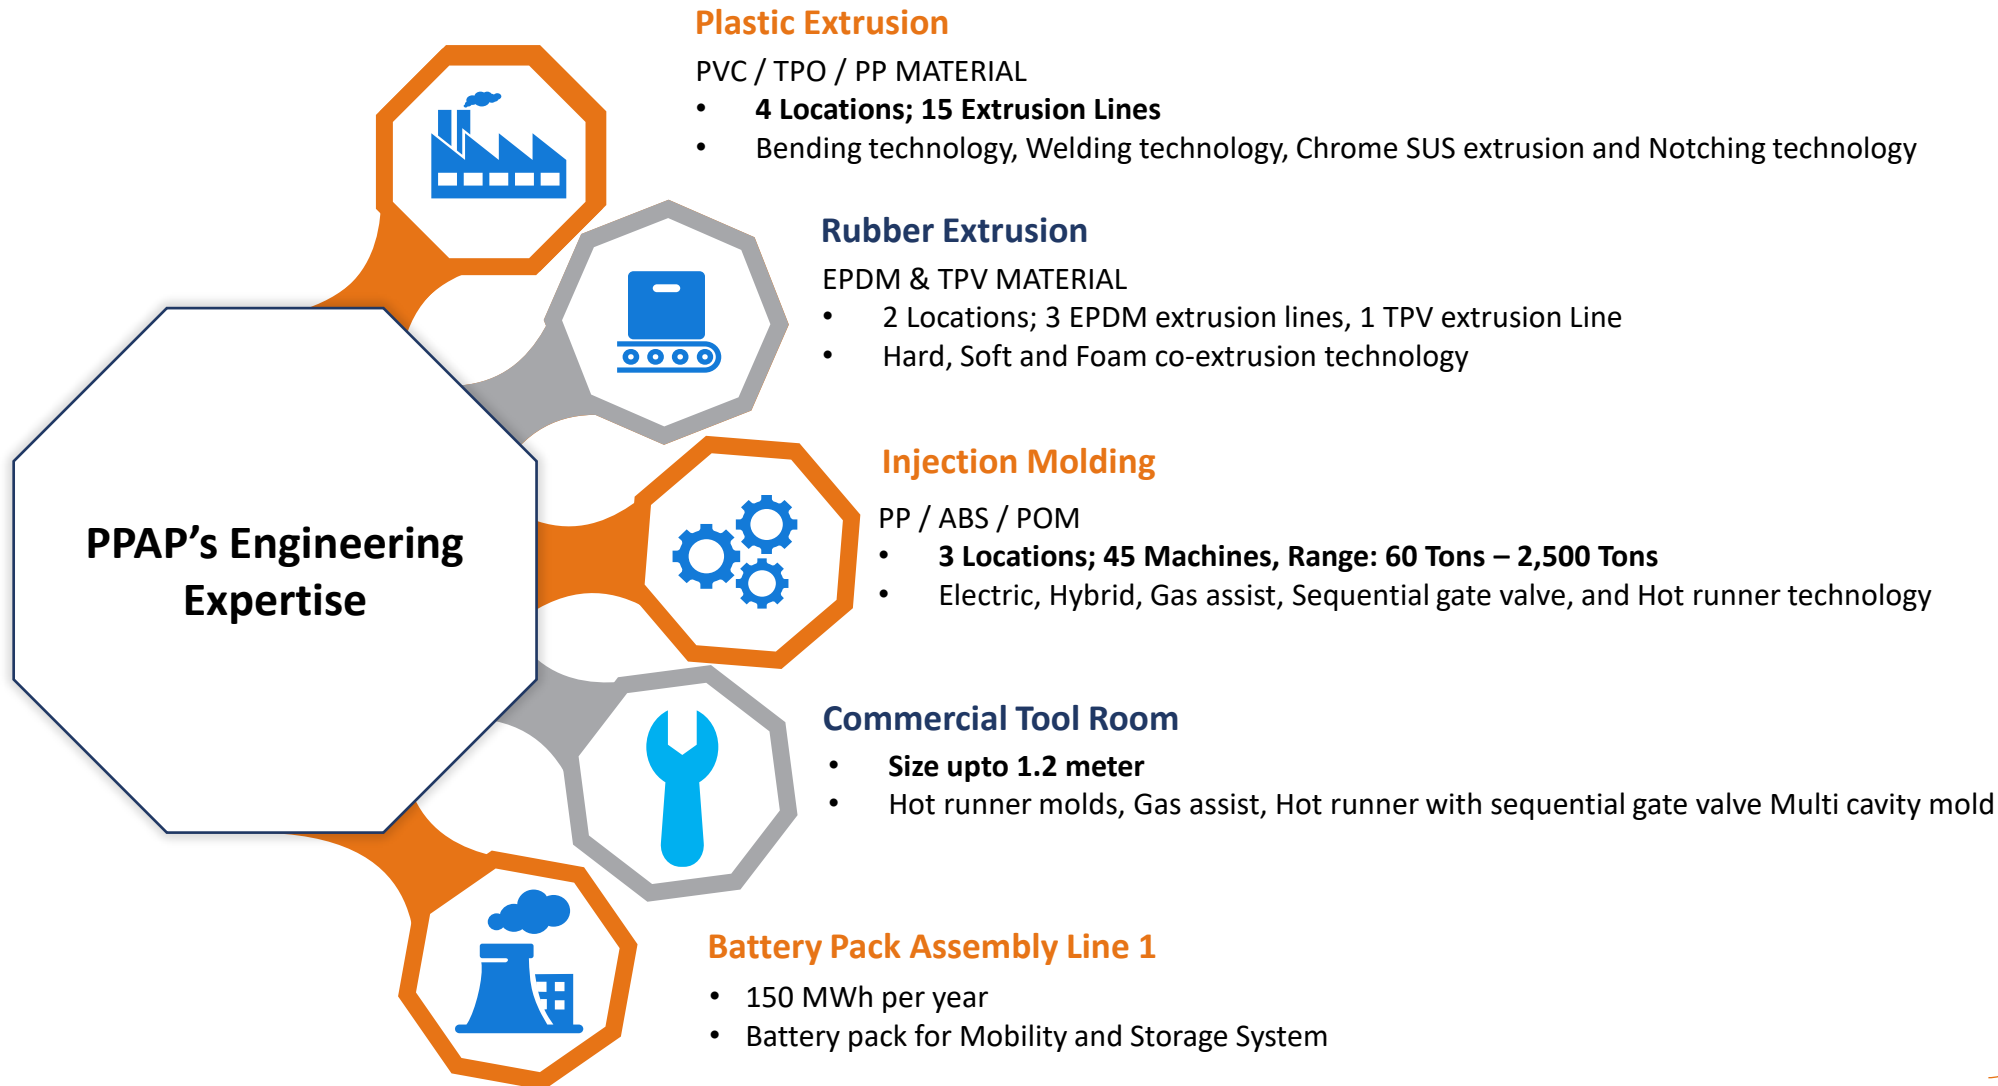 Plastic Extrusion
PVC / TPO / PP MATERIAL
• 4 Locations; 15 Extrusion Lines
• Bending technology, Welding technology, Chrome SUS extrusion and Notching technology
Rubber Extrusion
EPDM & TPV MATERIAL
• 2 Locations; 3 EPDM extrusion lines, 1 TPV extrusion Line
• Hard, Soft and Foam co-extrusion technology
PPAP's Engineering
Expertise
Injection Molding
PP / ABS / POM
• 3 Locations; 45 Machines, Range: 60 Tons – 2,500 Tons
• Electric, Hybrid, Gas assist, Sequential gate valve, and Hot runner technology
Commercial Tool Room
• Size upto 1.2 meter
• Hot runner molds, Gas assist, Hot runner with sequential gate valve Multi cavity mold
Battery Pack Assembly Line 1
• 150 MWh per year
• Battery pack for Mobility and Storage System